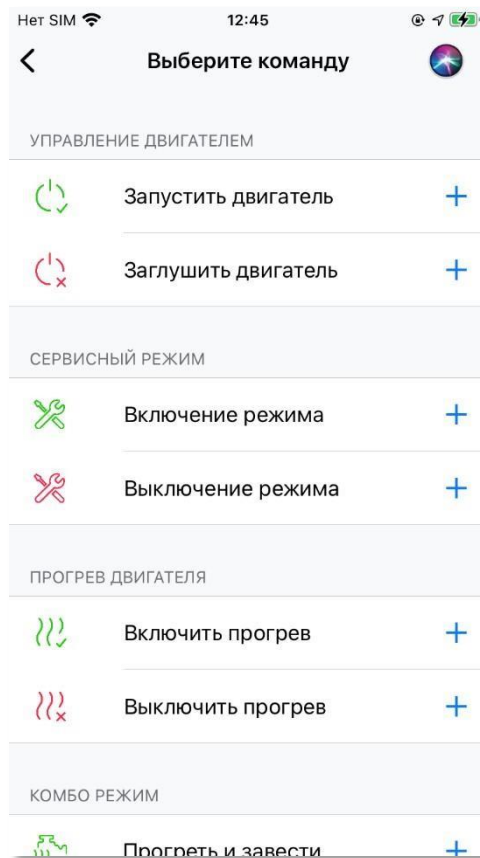 Нет SIM 12:45
Выберите команду
УПРАВЛЕНИЕ ДВИГАТЕЛЕМ
Запустить двигатель
Заглушить двигатель
СЕРВИСНЫЙ РЕЖИМ
Включение режима
Выключение режима
ПРОГРЕВ ДВИГАТЕЛЯ
Включить прогрев
Выключить прогрев
КОМБО РЕЖИМ
Прогреть и завести